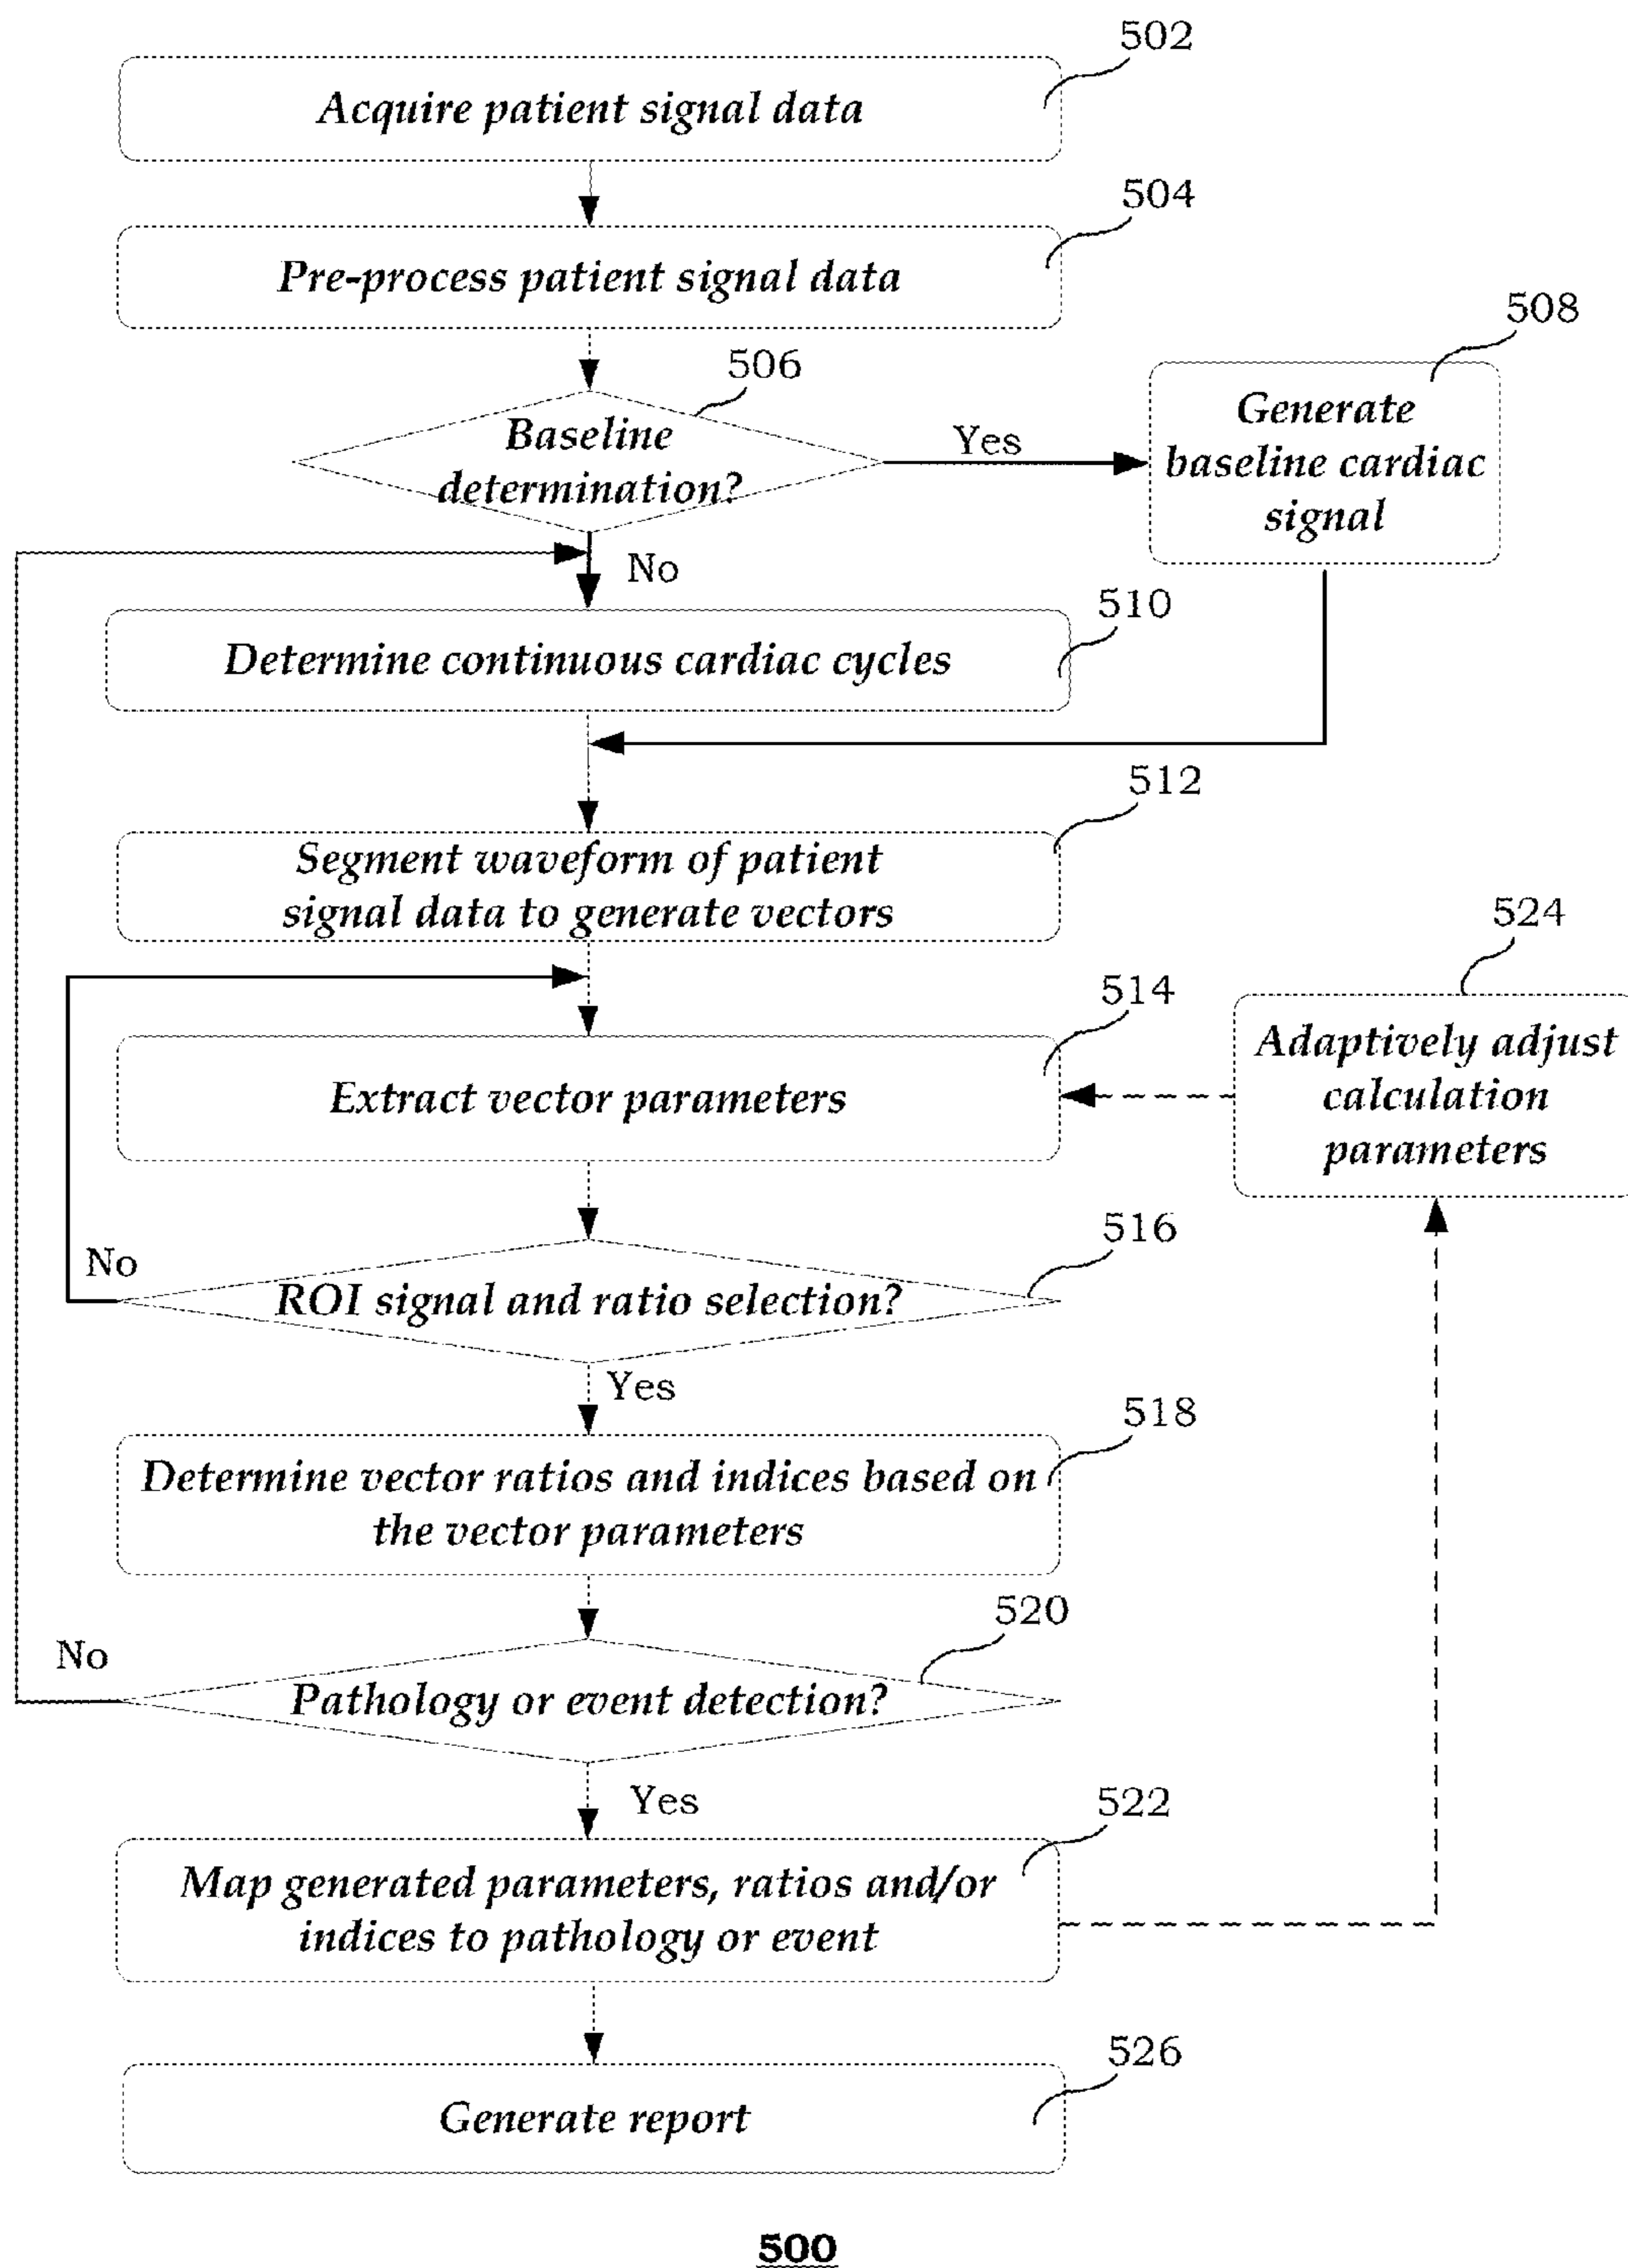 502
Acquire patient signal data
504
Pre-process patient signal data
508
506
Baseline
determination?
Yes
Generate
baseline cardiac
signal
No
510
Determine continuous cardiac cycles
512
Segment waveform of patient
signal data to generate vectors
524
514
Adaptively adjust
calculation
parameters
Extract vector parameters
516
No
ROI signal and ratio selection?
Yes
518
Determine vector ratios and indices based on
the vector parameters
520
No
Pathology or event detection?
Yes
522
Map generated parameters, ratios and/or
indices to pathology or event
526
Generate report
500